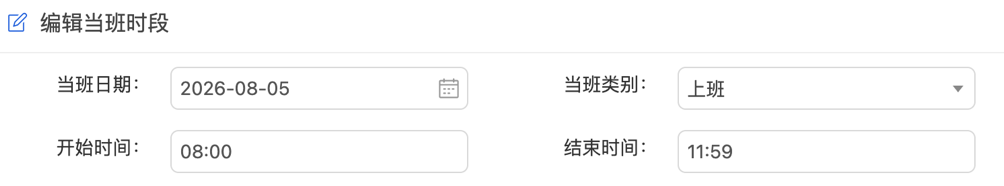 编辑当班时段
当班日期： 2026-08-05 当班类别： 上班
开始时间： 08:00 结束时间： 11:59